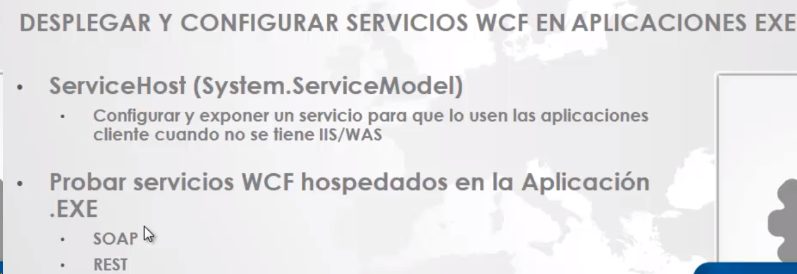 DESPLEGAR Y CONFIGURAR SERVICIOS WCF EN APLICACIONES EXE
• ServiceHost (System.ServiceModel)
• Configurar y exponer un servicio para que lo usen las aplicaciones
cliente cuando no se tiene IIS/WAS
• Probar servicios WCF hospedados en la Aplicación
.EXE
• SOAP
• REST